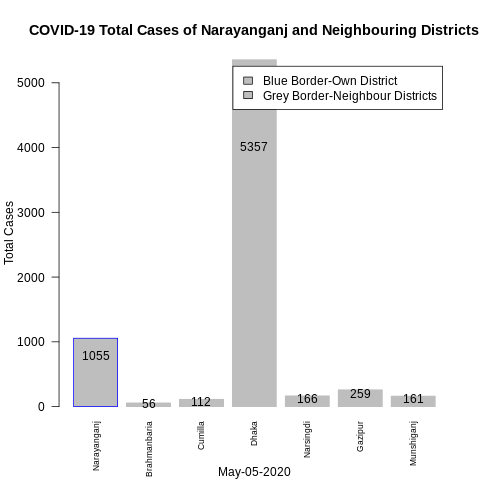 COVID-19 Total Cases of Narayanganj and Neighbouring Districts
Total Cases
5000
4000
3000
2000
1000
0
Blue Border-Own District
Grey Border-Neighbour Districts
1055
56
112
5357
166
259
161
Narayanganj
Brahmanbaria
Cumilla
Dhaka
Narsingdi
Gazipur
Munshiganj
May-05-2020